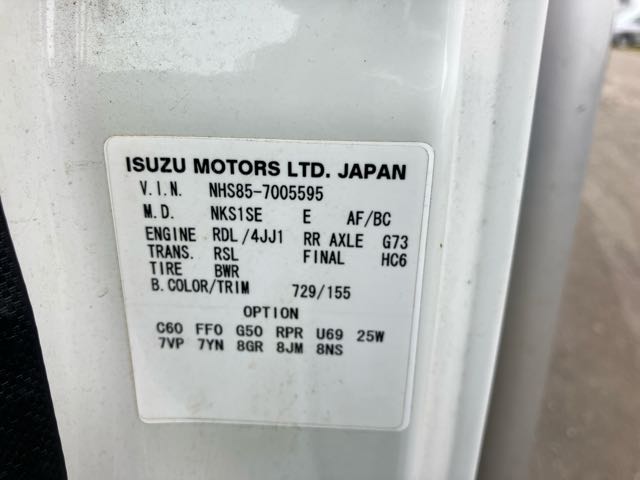 ISUZU MOTORS LTD. JAPAN
V.I.N. NHS85-7005595
M.D. NKS1SE E AF/BC
ENGINE RDL/4JJ1 RR AXLE G73
TRANS. RSL FINAL HC6
TIRE BWR
B.COLOR/TRIM 729/155
OPTION
C60 FF0 G50 RPR U69 25W
7VP 7YN 8GR 8JM 8NS